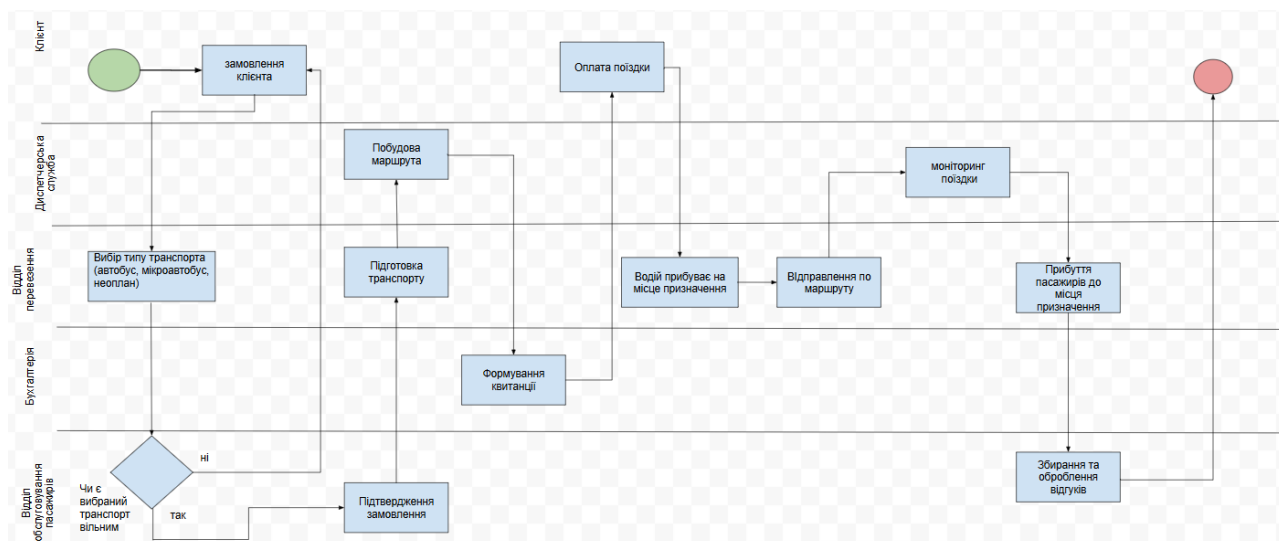 Клієнт
замовлення
клієнта
Оплата поїздки
Диспетчерська
служба
Побудова
маршрута
моніторинг
поїздки
Відділ
перевезення
Вибір типу транспорта
(автобус, мікроавтобус,
неоплан)
Підготовка
транспорту
Водій прибуває на
місце призначення
Відправлення по
маршруту
Прибуття
пасажирів до
місця
призначення
Бухгалтерія
Формування
квитанції
Відділ
обслуговування
пасажирів
Чи є
вибраний
транспорт
вільним
ні
так
Підтвердження
замовлення
Збирання та
оброблення
відгуків